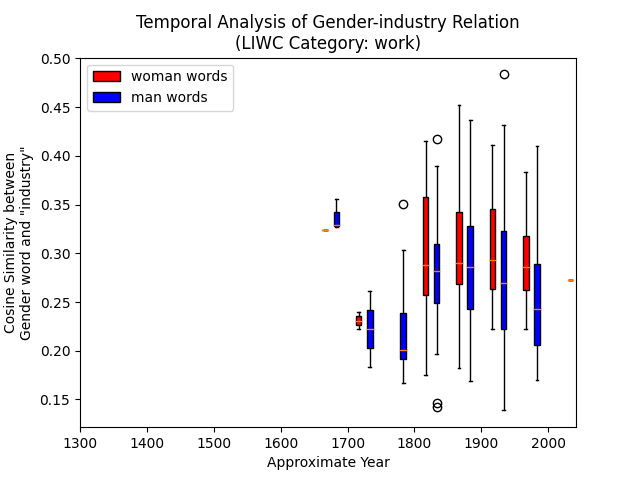 Temporal Analysis of Gender-industry Relation
(LIWC Category: work)
woman words
man words
Cosine Similarity between
Gender word and "industry"
0.50
0.45
0.40
0.35
0.30
0.25
0.20
0.15
1300 1400 1500 1600 1700 1800 1900 2000
Approximate Year